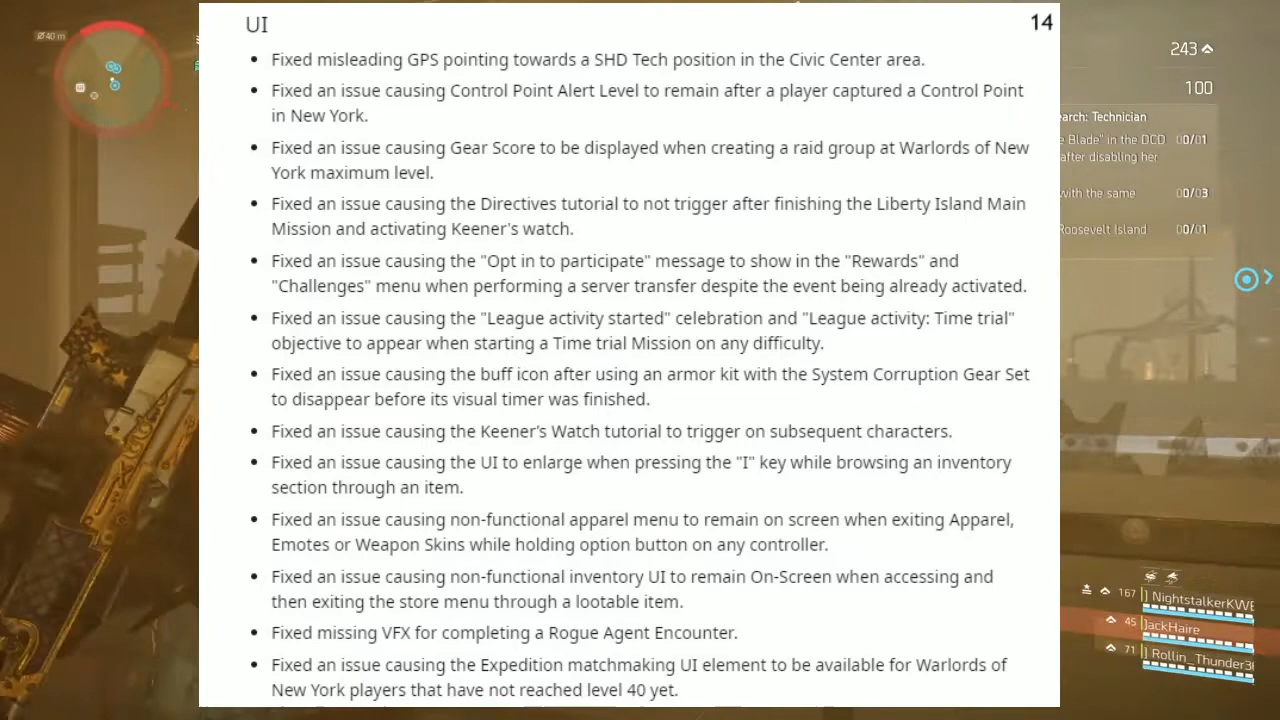 UI
14
• Fixed misleading GPS pointing towards a SHD Tech position in the Civic Center area.
• Fixed an issue causing Control Point Alert Level to remain after a player captured a Control Point
in New York.
• Fixed an issue causing Gear Score to be displayed when creating a raid group at Warlords of New
York maximum level.
• Fixed an issue causing the Directives tutorial to not trigger after finishing the Liberty Island Main
Mission and activating Keener's watch.
• Fixed an issue causing the "Opt in to participate" message to show in the "Rewards" and
"Challenges" menu when performing a server transfer despite the event being already activated.
• Fixed an issue causing the "League activity started" celebration and "League activity: Time trial"
objective to appear when starting a Time trial Mission on any difficulty.
• Fixed an issue causing the buff icon after using an armor kit with the System Corruption Gear Set
to disappear before its visual timer was finished.
• Fixed an issue causing the Keener's Watch tutorial to trigger on subsequent characters.
• Fixed an issue causing the UI to enlarge when pressing the "I" key while browsing an inventory
section through an item.
• Fixed an issue causing non-functional apparel menu to remain on screen when exiting Apparel,
Emotes or Weapon Skins while holding option button on any controller.
• Fixed an issue causing non-functional inventory UI to remain On-Screen when accessing and
then exiting the store menu through a lootable item.
• Fixed missing VFX for completing a Rogue Agent Encounter.
• Fixed an issue causing the Expedition matchmaking UI element to be available for Warlords of
New York players that have not reached level 40 yet.
40 m
243
100
earch: Technician
e Blade" in the DCD 00/01
after disabling her
with the same 00/03
Roosevelt Island 00/01
167 ] NightstalkerKWE
45 ]JackHaire
71 ] Rollin_Thunder3